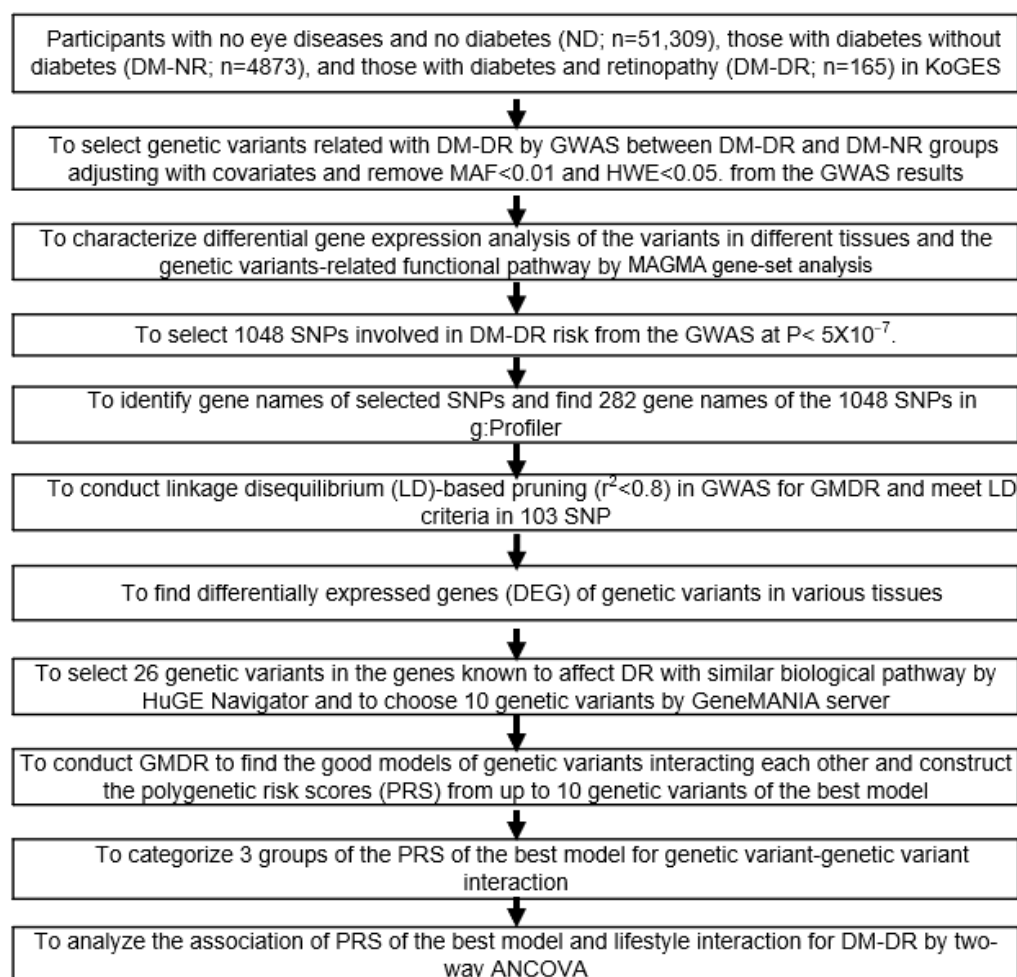 Participants with no eye diseases and no diabetes (ND; n=51,309), those with diabetes without
diabetes (DM-NR; n=4873), and those with diabetes and retinopathy (DM-DR; n=165) in KoGES
To select genetic variants related with DM-DR by GWAS between DM-DR and DM-NR groups
adjusting with covariates and remove MAF<0.01 and HWE<0.05. from the GWAS results
To characterize differential gene expression analysis of the variants in different tissues and the
genetic variants-related functional pathway by MAGMA gene-set analysis
To select 1048 SNPs involved in DM-DR risk from the GWAS at P< 5X10⁻⁷.
To identify gene names of selected SNPs and find 282 gene names of the 1048 SNPs in
g:Profiler
To conduct linkage disequilibrium (LD)-based pruning (r²<0.8) in GWAS for GMDR and meet LD
criteria in 103 SNP
To find differentially expressed genes (DEG) of genetic variants in various tissues
To select 26 genetic variants in the genes known to affect DR with similar biological pathway by
HuGE Navigator and to choose 10 genetic variants by GeneMANIA server
To conduct GMDR to find the good models of genetic variants interacting each other and construct
the polygenetic risk scores (PRS) from up to 10 genetic variants of the best model
To categorize 3 groups of the PRS of the best model for genetic variant-genetic variant
interaction
To analyze the association of PRS of the best model and lifestyle interaction for DM-DR by two-
way ANCOVA